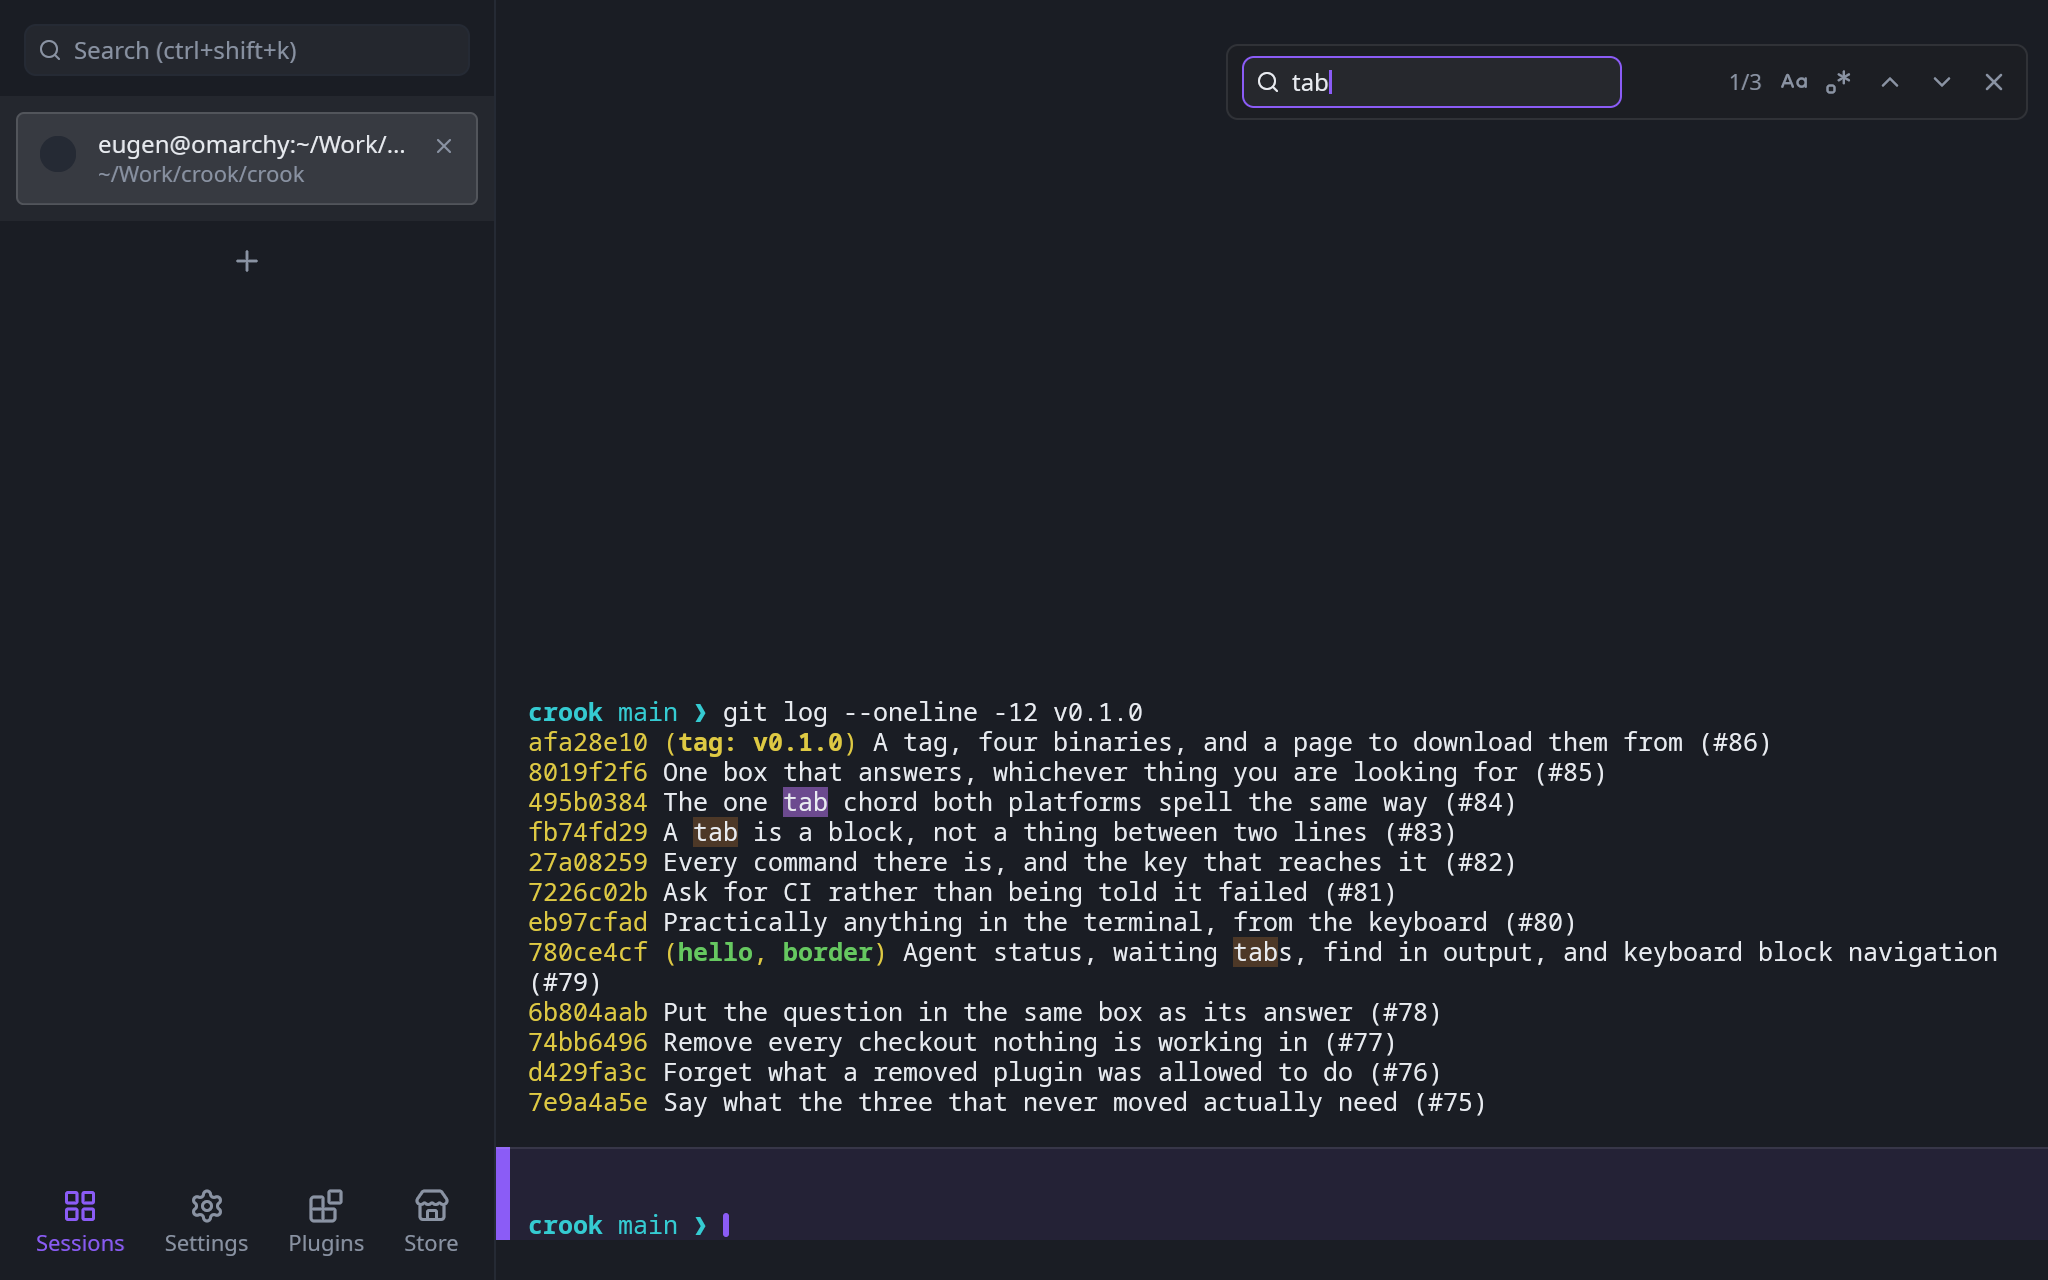 Search (ctrl+shift+k)
eugen@omarchy:~/Work/...
~/Work/crook/crook
tab
1/3
Aa
crook main ❯ git log --oneline -12 v0.1.0
afa28e10 (tag: v0.1.0) A tag, four binaries, and a page to download them from (#86)
8019f2f6 One box that answers, whichever thing you are looking for (#85)
495b0384 The one tab chord both platforms spell the same way (#84)
fb74fd29 A tab is a block, not a thing between two lines (#83)
27a08259 Every command there is, and the key that reaches it (#82)
7226c02b Ask for CI rather than being told it failed (#81)
eb97cfad Practically anything in the terminal, from the keyboard (#80)
780ce4cf (hello, border) Agent status, waiting tabs, find in output, and keyboard block navigation
(#79)
6b804aab Put the question in the same box as its answer (#78)
74bb6496 Remove every checkout nothing is working in (#77)
d429fa3c Forget what a removed plugin was allowed to do (#76)
7e9a4a5e Say what the three that never moved actually need (#75)
crook main ❯
Sessions
Settings
Plugins
Store